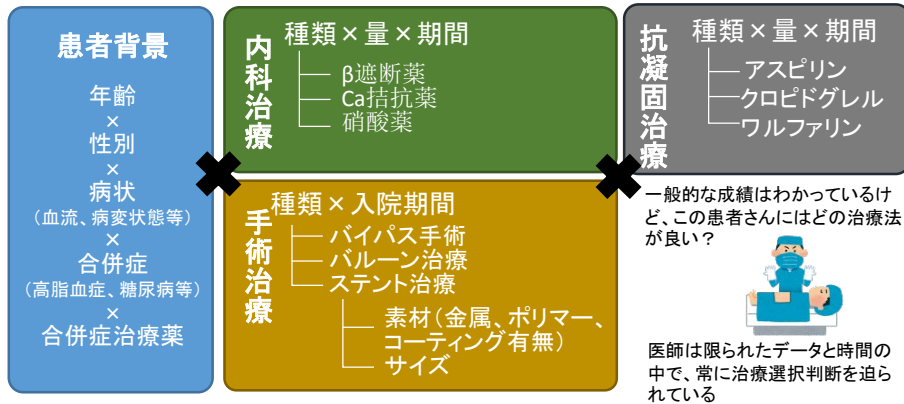 患者背景
年齢
×
性別
×
病状
（血流、病変状態等）
×
合併症
（高脂血症、糖尿病等）
×
合併症治療薬
内科治療
種類×量×期間
β遮断薬
Ca拮抗薬
硝酸薬
手術治療
種類×入院期間
バイパス手術
バルーン治療
ステント治療
素材（金属、ポリマー、
コーティング有無）
サイズ
抗凝固治療
種類×量×期間
アスピリン
クロピドグレル
ワルファリン
一般的な成績はわかっているけ
ど、この患者さんにはどの治療法
が良い？
医師は限られたデータと時間の
中で、常に治療選択判断を迫ら
れている